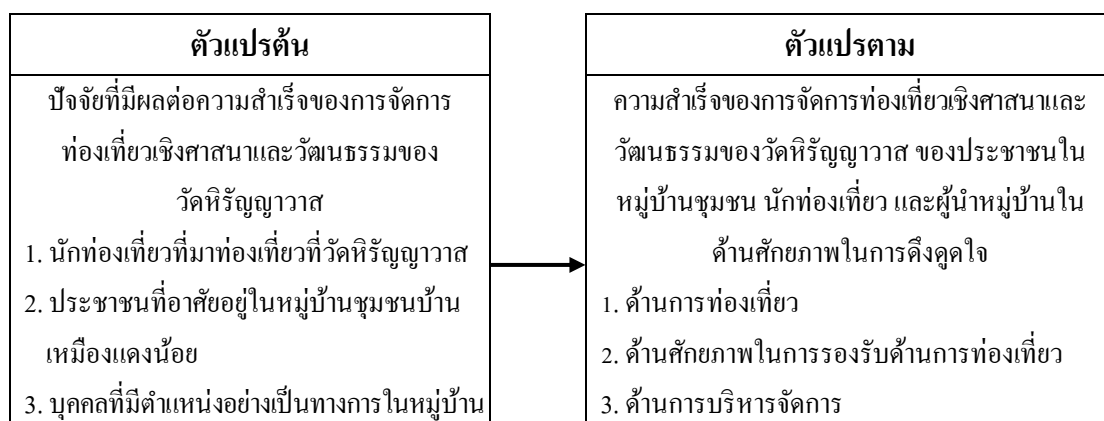 ตัวแปรต้น
ปัจจัยที่มีผลต่อความสำเร็จของการจัดการ
ท่องเที่ยวเชิงศาสนาและวัฒนธรรมของ
วัดหิรัญญาวาส
1. นักท่องเที่ยวที่มาท่องเที่ยวที่วัดหิรัญญาวาส
2. ประชาชนที่อาศัยอยู่ในหมู่บ้านชุมชนบ้าน
เหมืองแดงน้อย
3. บุคคลที่มีตำแหน่งอย่างเป็นทางการในหมู่บ้าน
ตัวแปรตาม
ความสำเร็จของการจัดการท่องเที่ยวเชิงศาสนาและ
วัฒนธรรมของวัดหิรัญญาวาส ของประชาชนใน
หมู่บ้านชุมชน นักท่องเที่ยว และผู้นำหมู่บ้านใน
ด้านศักยภาพในการดึงดูดใจ
1. ด้านการท่องเที่ยว
2. ด้านศักยภาพในการรองรับด้านการท่องเที่ยว
3. ด้านการบริหารจัดการ